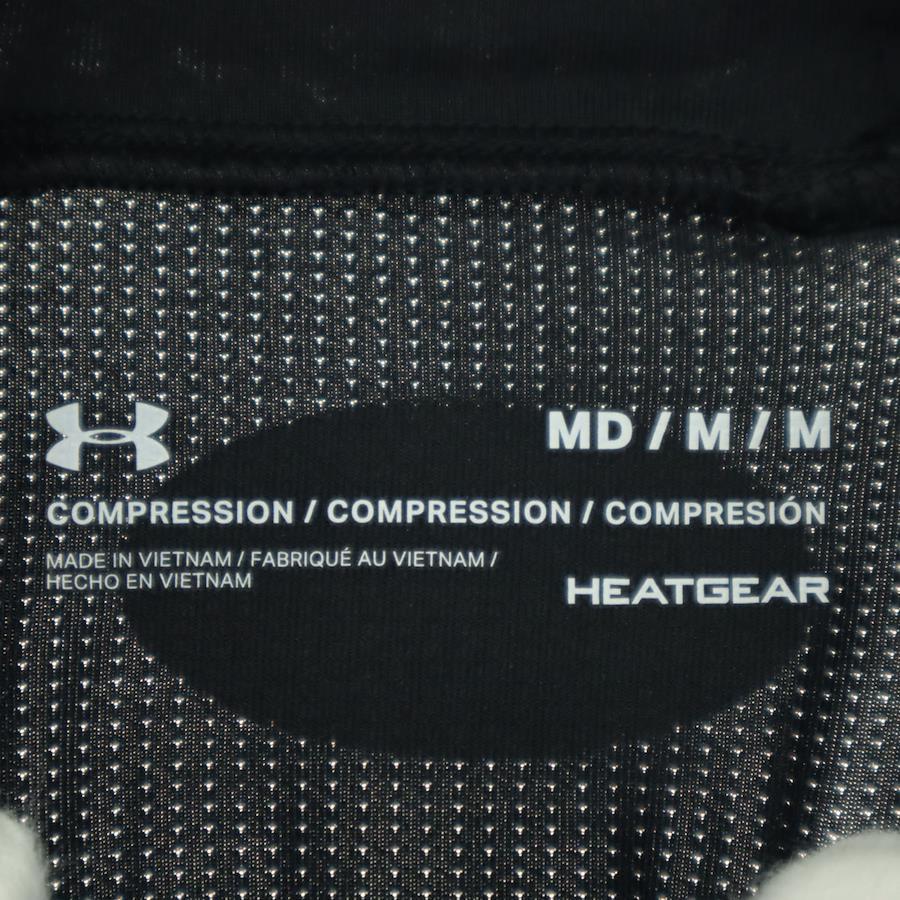 MD / M / M
COMPRESSION / COMPRESSION / COMPRESIÓN
MADE IN VIETNAM / FABRIQUÉ AU VIETNAM /
HECHO EN VIETNAM
HEATGEAR